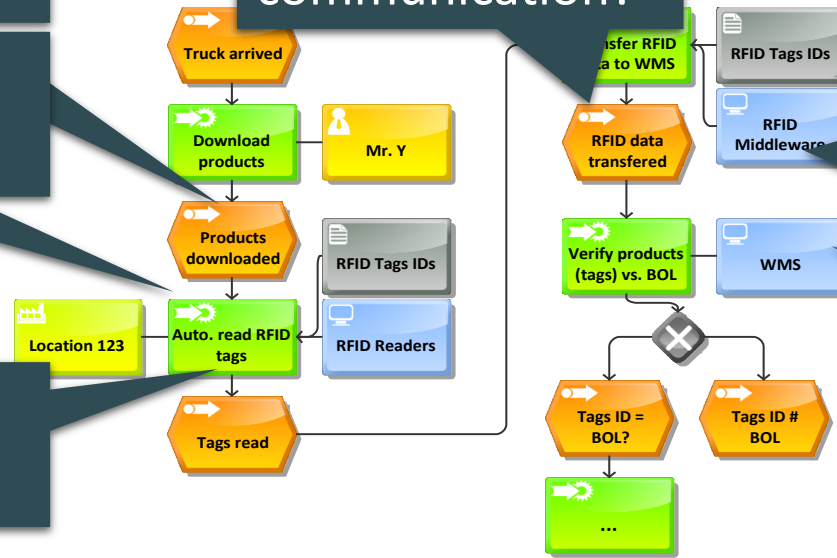 communication?
Truck arrived
Download
products
Mr. Y
Products
downloaded
RFID Tags IDs
Location 123
Auto. read RFID
tags
RFID Readers
Tags read
RFID
to WMS
RFID Tags IDs
RFID
Middleware
RFID data
transfered
Verify products
(tags) vs. BOL
WMS
Tags ID =
BOL?
Tags ID #
BOL
...